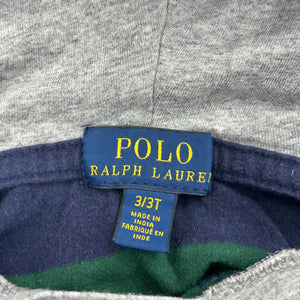 POLO
RALPH LAUREN
3/3T
MADE IN
INDIA
FABRIQUÉ EN
INDE